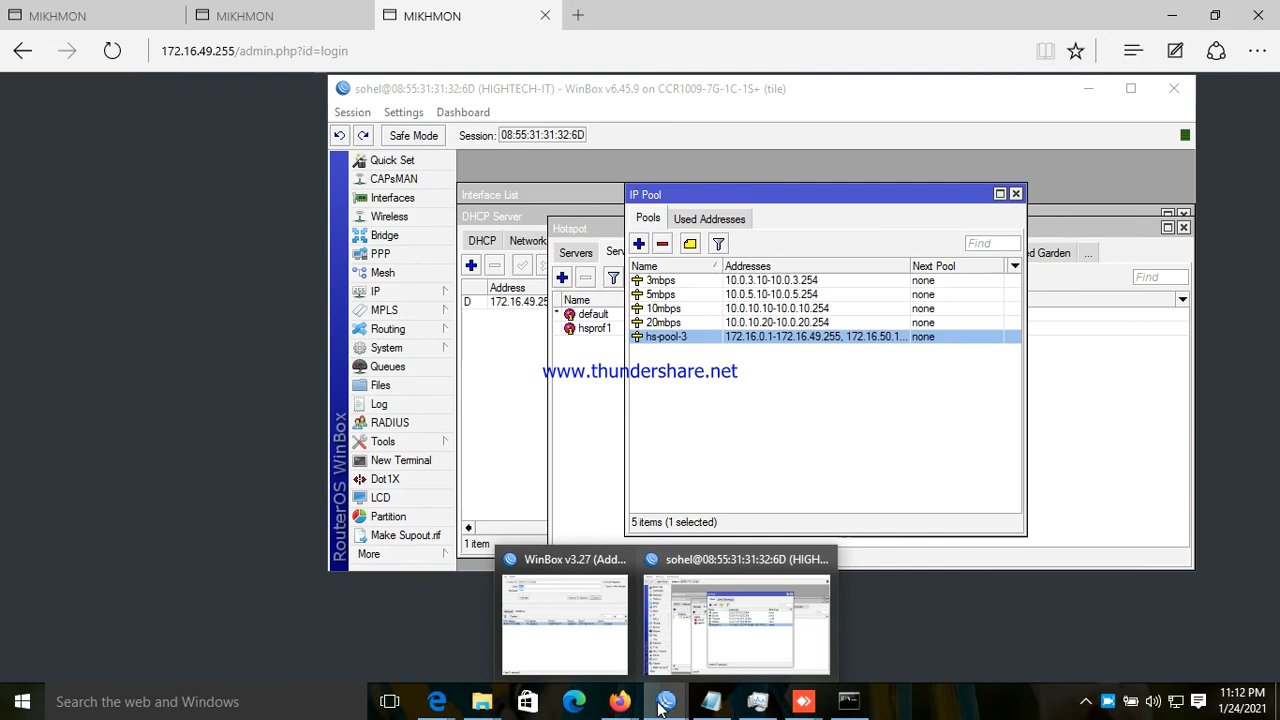 MIKHMON
MIKHMON
MIKHMON
172.16.49.255/admin.php?id=login
sohel@08:55:31:31:32:6D (HIGHTECH-IT) - WinBox v6.45.9 on CCR1009-7G-1C-1S+ (tile)
Session Settings Dashboard
Safe Mode Session: 08:55:31:31:32:6D
RouterOS WinBox
Quick Set
CAPsMAN
Interfaces
Wireless
Bridge
PPP
Mesh
IP
MPLS
Routing
System
Queues
Files
Log
RADIUS
Tools
New Terminal
Dot1X
LCD
Partition
Make Supout.rif
More
Interface List
DHCP Server
DHCP Network
Address
D 172.16.49.25
1 item
Hotspot
Servers Serv
ed Garden ...
Find
Name
* default
hsprof1
IP Pool
Pools Used Addresses
Find
Name Addresses Next Pool
3mbps 10.0.3.10-10.0.3.254 none
5mbps 10.0.5.10-10.0.5.254 none
10mbps 10.0.10.10-10.0.10.254 none
20mbps 10.0.10.20-10.0.20.254 none
hs-pool-3 172.16.0.1-172.16.49.255, 172.16.50.1... none
www.thundershare.net
5 items (1 selected)
WinBox v3.27 (Add...
sohel@08:55:31:31:32:6D (HIGH...
Search the web and Windows
11:12 PM
1/24/2021